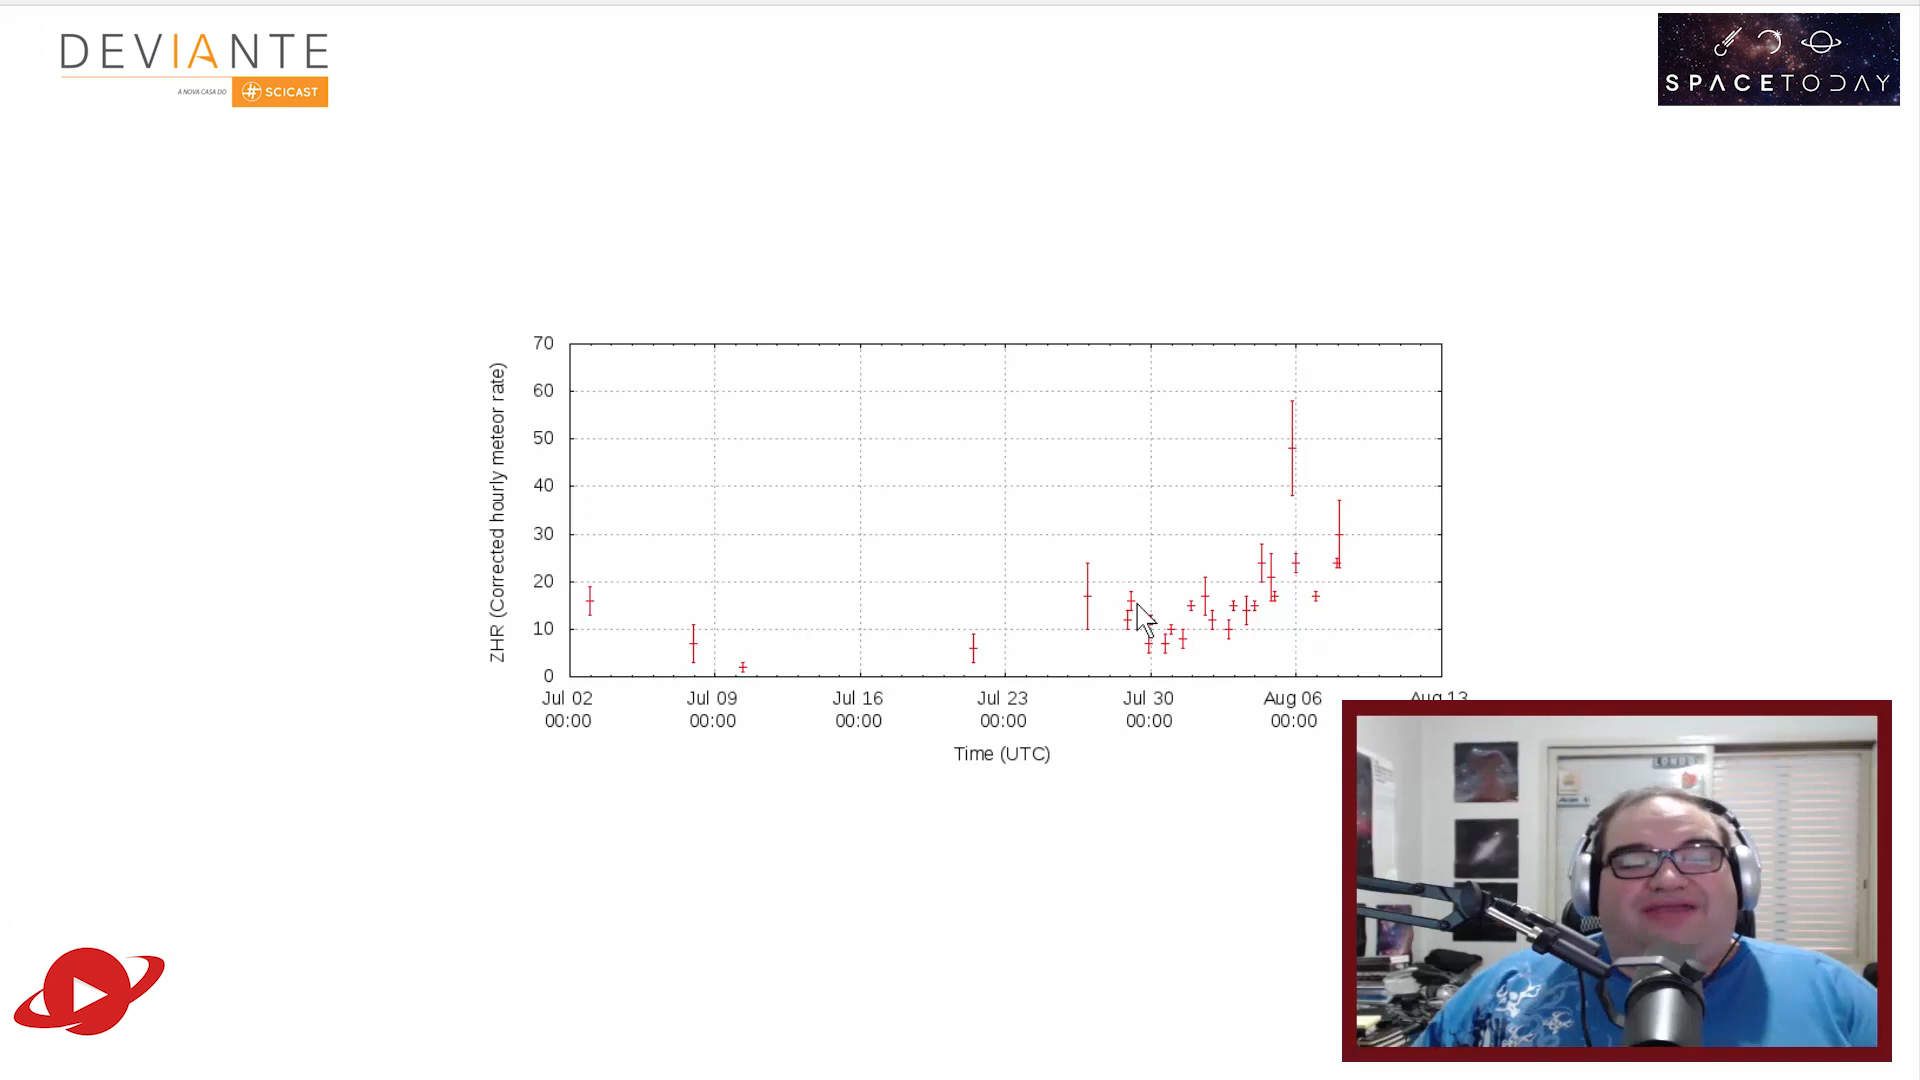 DEVIANTE
A NOVA CASA DO
SCICAST
SPACETODAY
ZHR (Corrected hourly meteor rate)
70
60
50
40
30
20
10
0
Jul 02 Jul 09 Jul 16 Jul 23 Jul 30 Aug 06 Aug 13
00:00 00:00 00:00 00:00 00:00 00:00
Time (UTC)